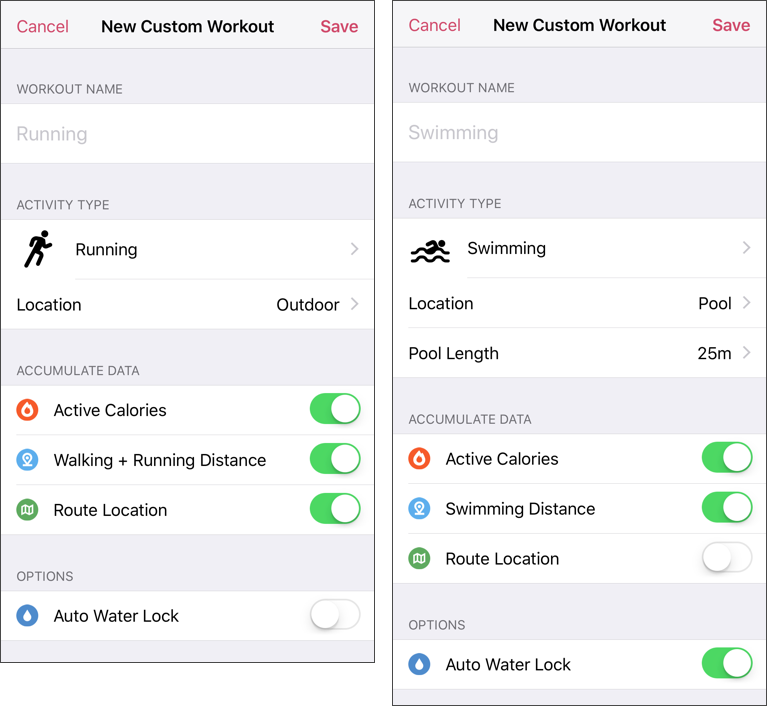 Cancel New Custom Workout Save
WORKOUT NAME
Running
ACTIVITY TYPE
Running
Location Outdoor
ACCUMULATE DATA
Active Calories
Walking + Running Distance
Route Location
OPTIONS
Auto Water Lock
Cancel New Custom Workout Save
WORKOUT NAME
Swimming
ACTIVITY TYPE
Swimming
Location Pool
Pool Length 25m
ACCUMULATE DATA
Active Calories
Swimming Distance
Route Location
OPTIONS
Auto Water Lock